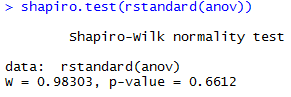 > shapiro.test(rstandard(anov))
Shapiro-Wilk normality test
data:  rstandard(anov)
W = 0.98303, p-value = 0.6612